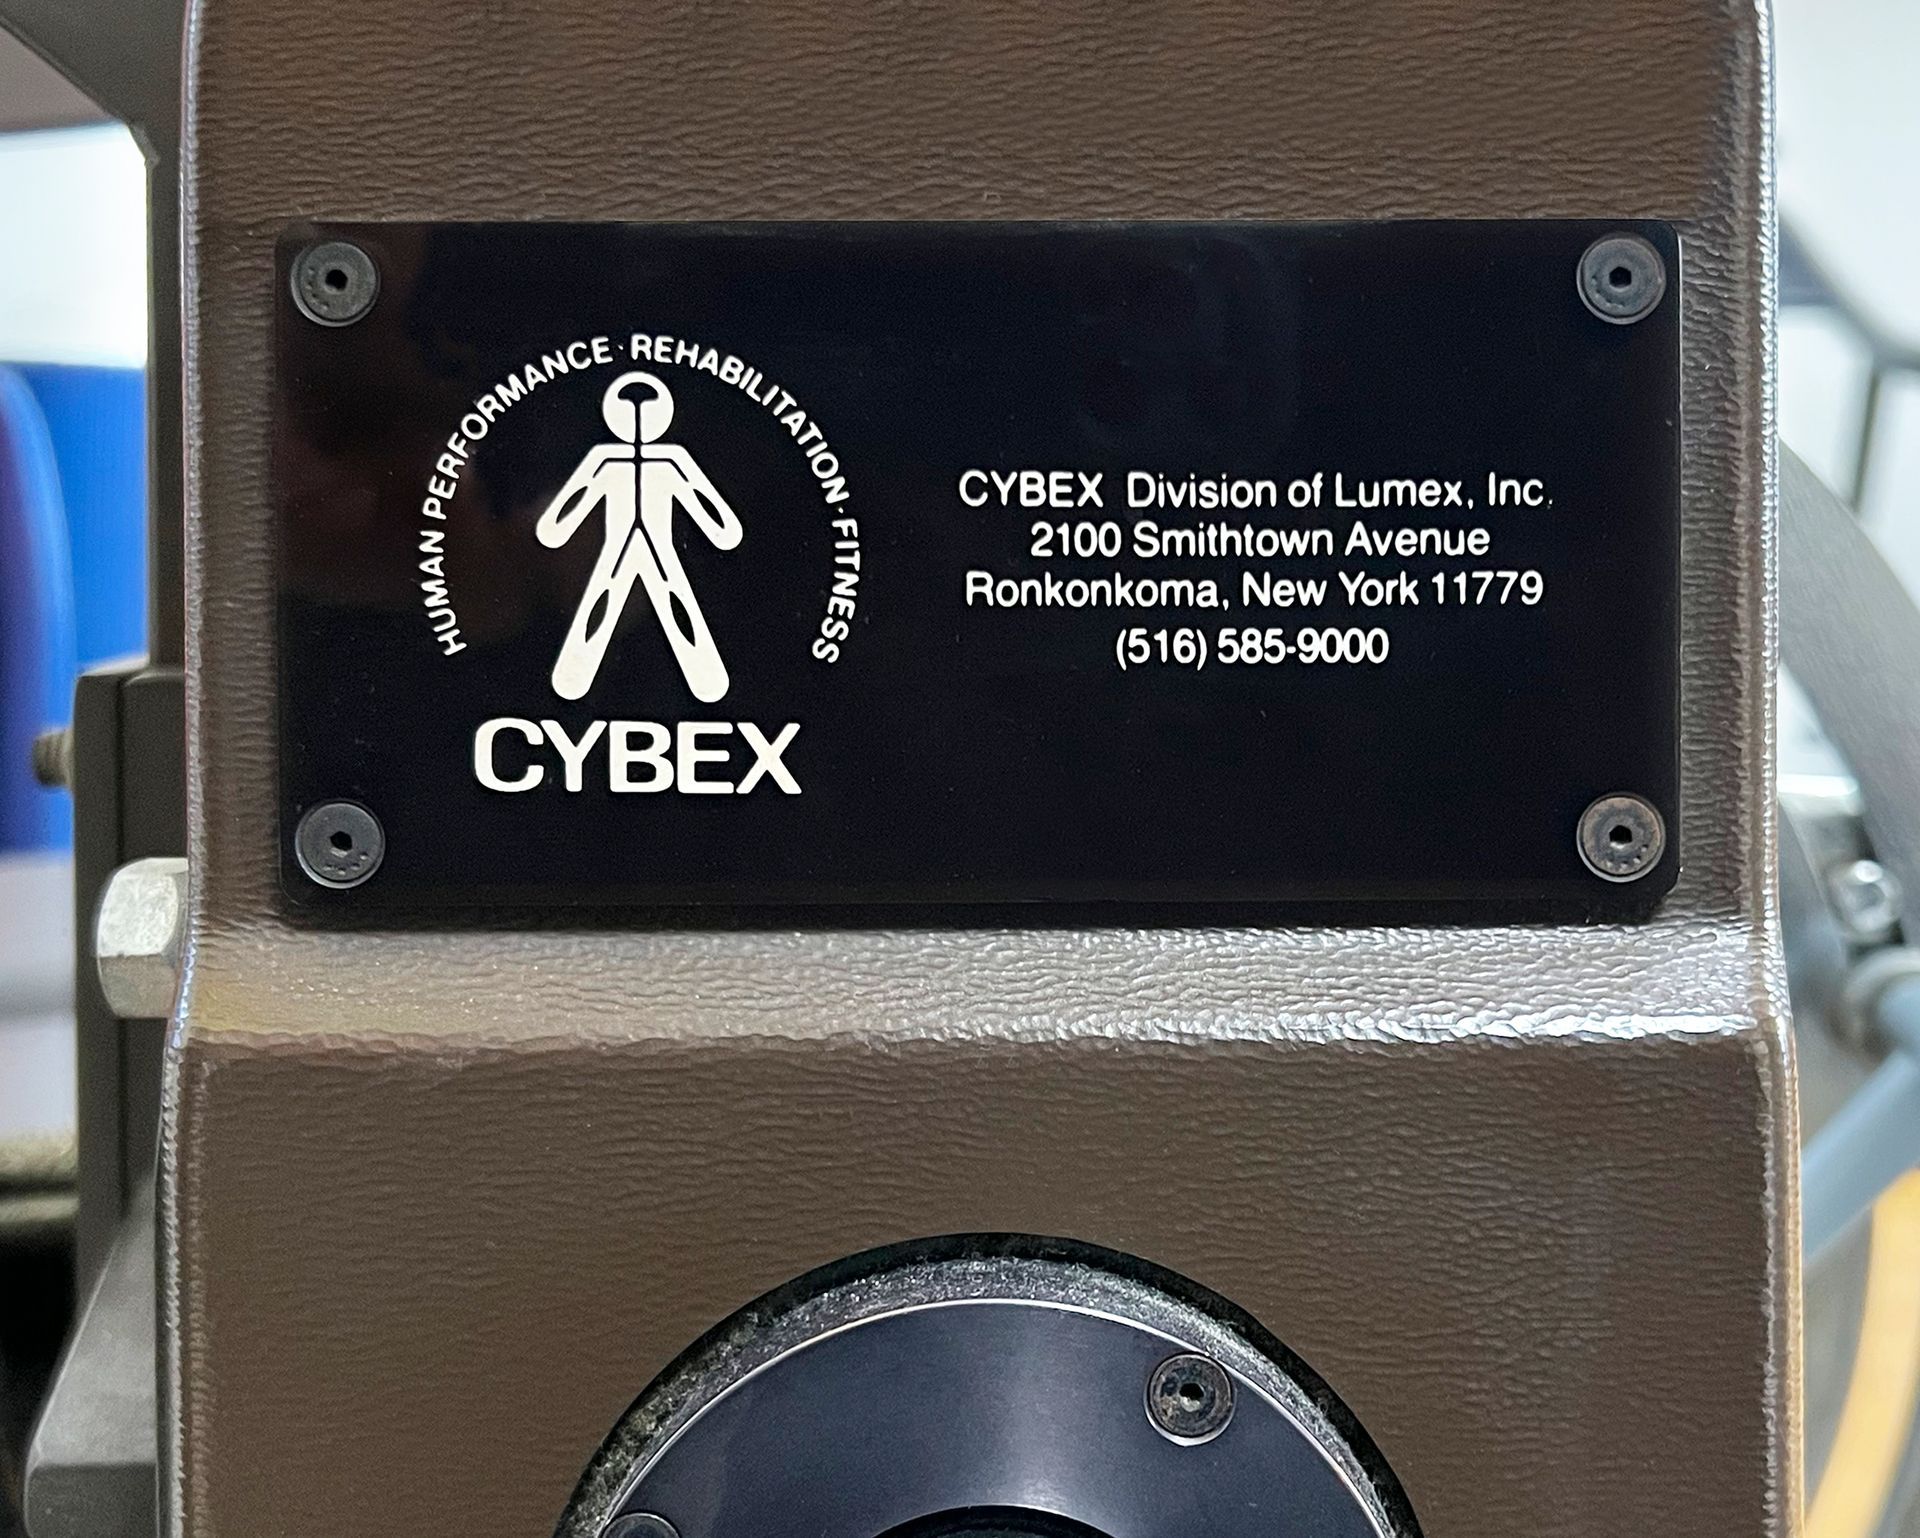 HUMAN PERFORMANCE · REHABILITATION · FITNESS
CYBEX
CYBEX Division of Lumex, Inc.
2100 Smithtown Avenue
Ronkonkoma, New York 11779
(516) 585-9000